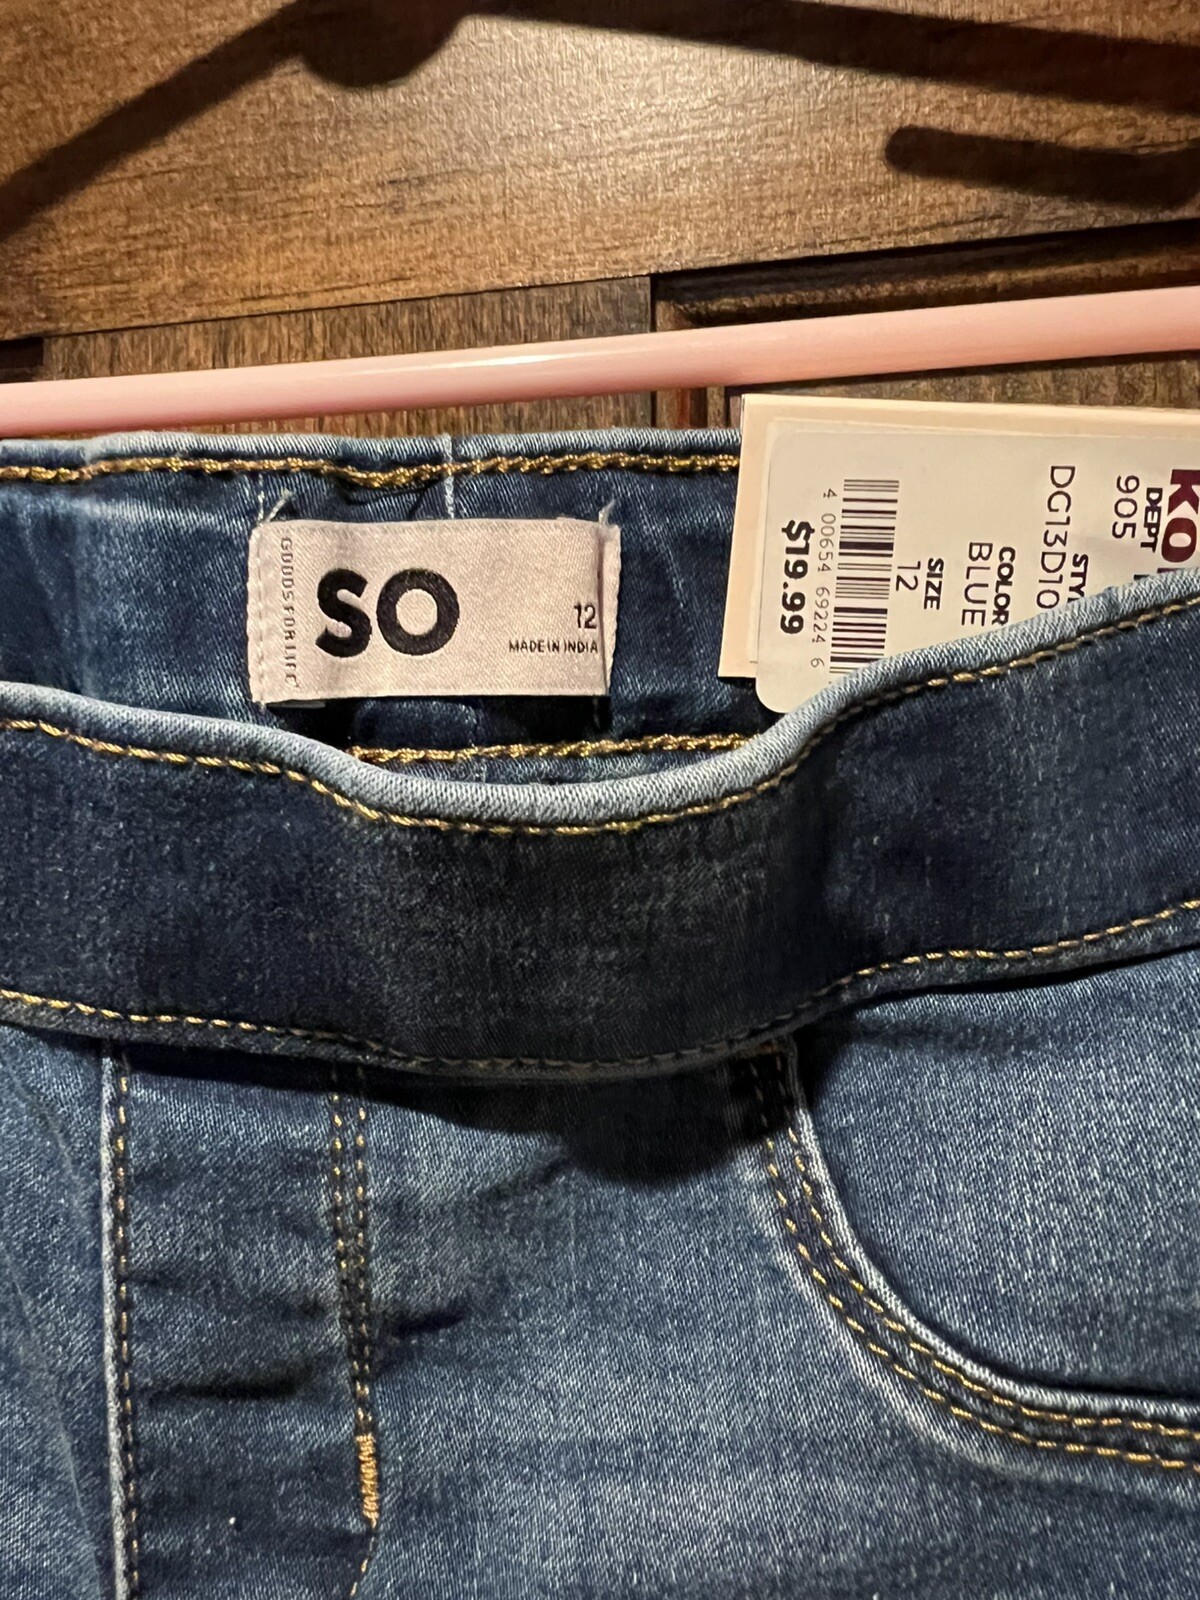 GOODS FOR LIFE
SO
12
MADE IN INDIA
DEPT
905
DG13D10
COLOR
BLUE
SIZE
12
4 00654 69224 6
$19.99